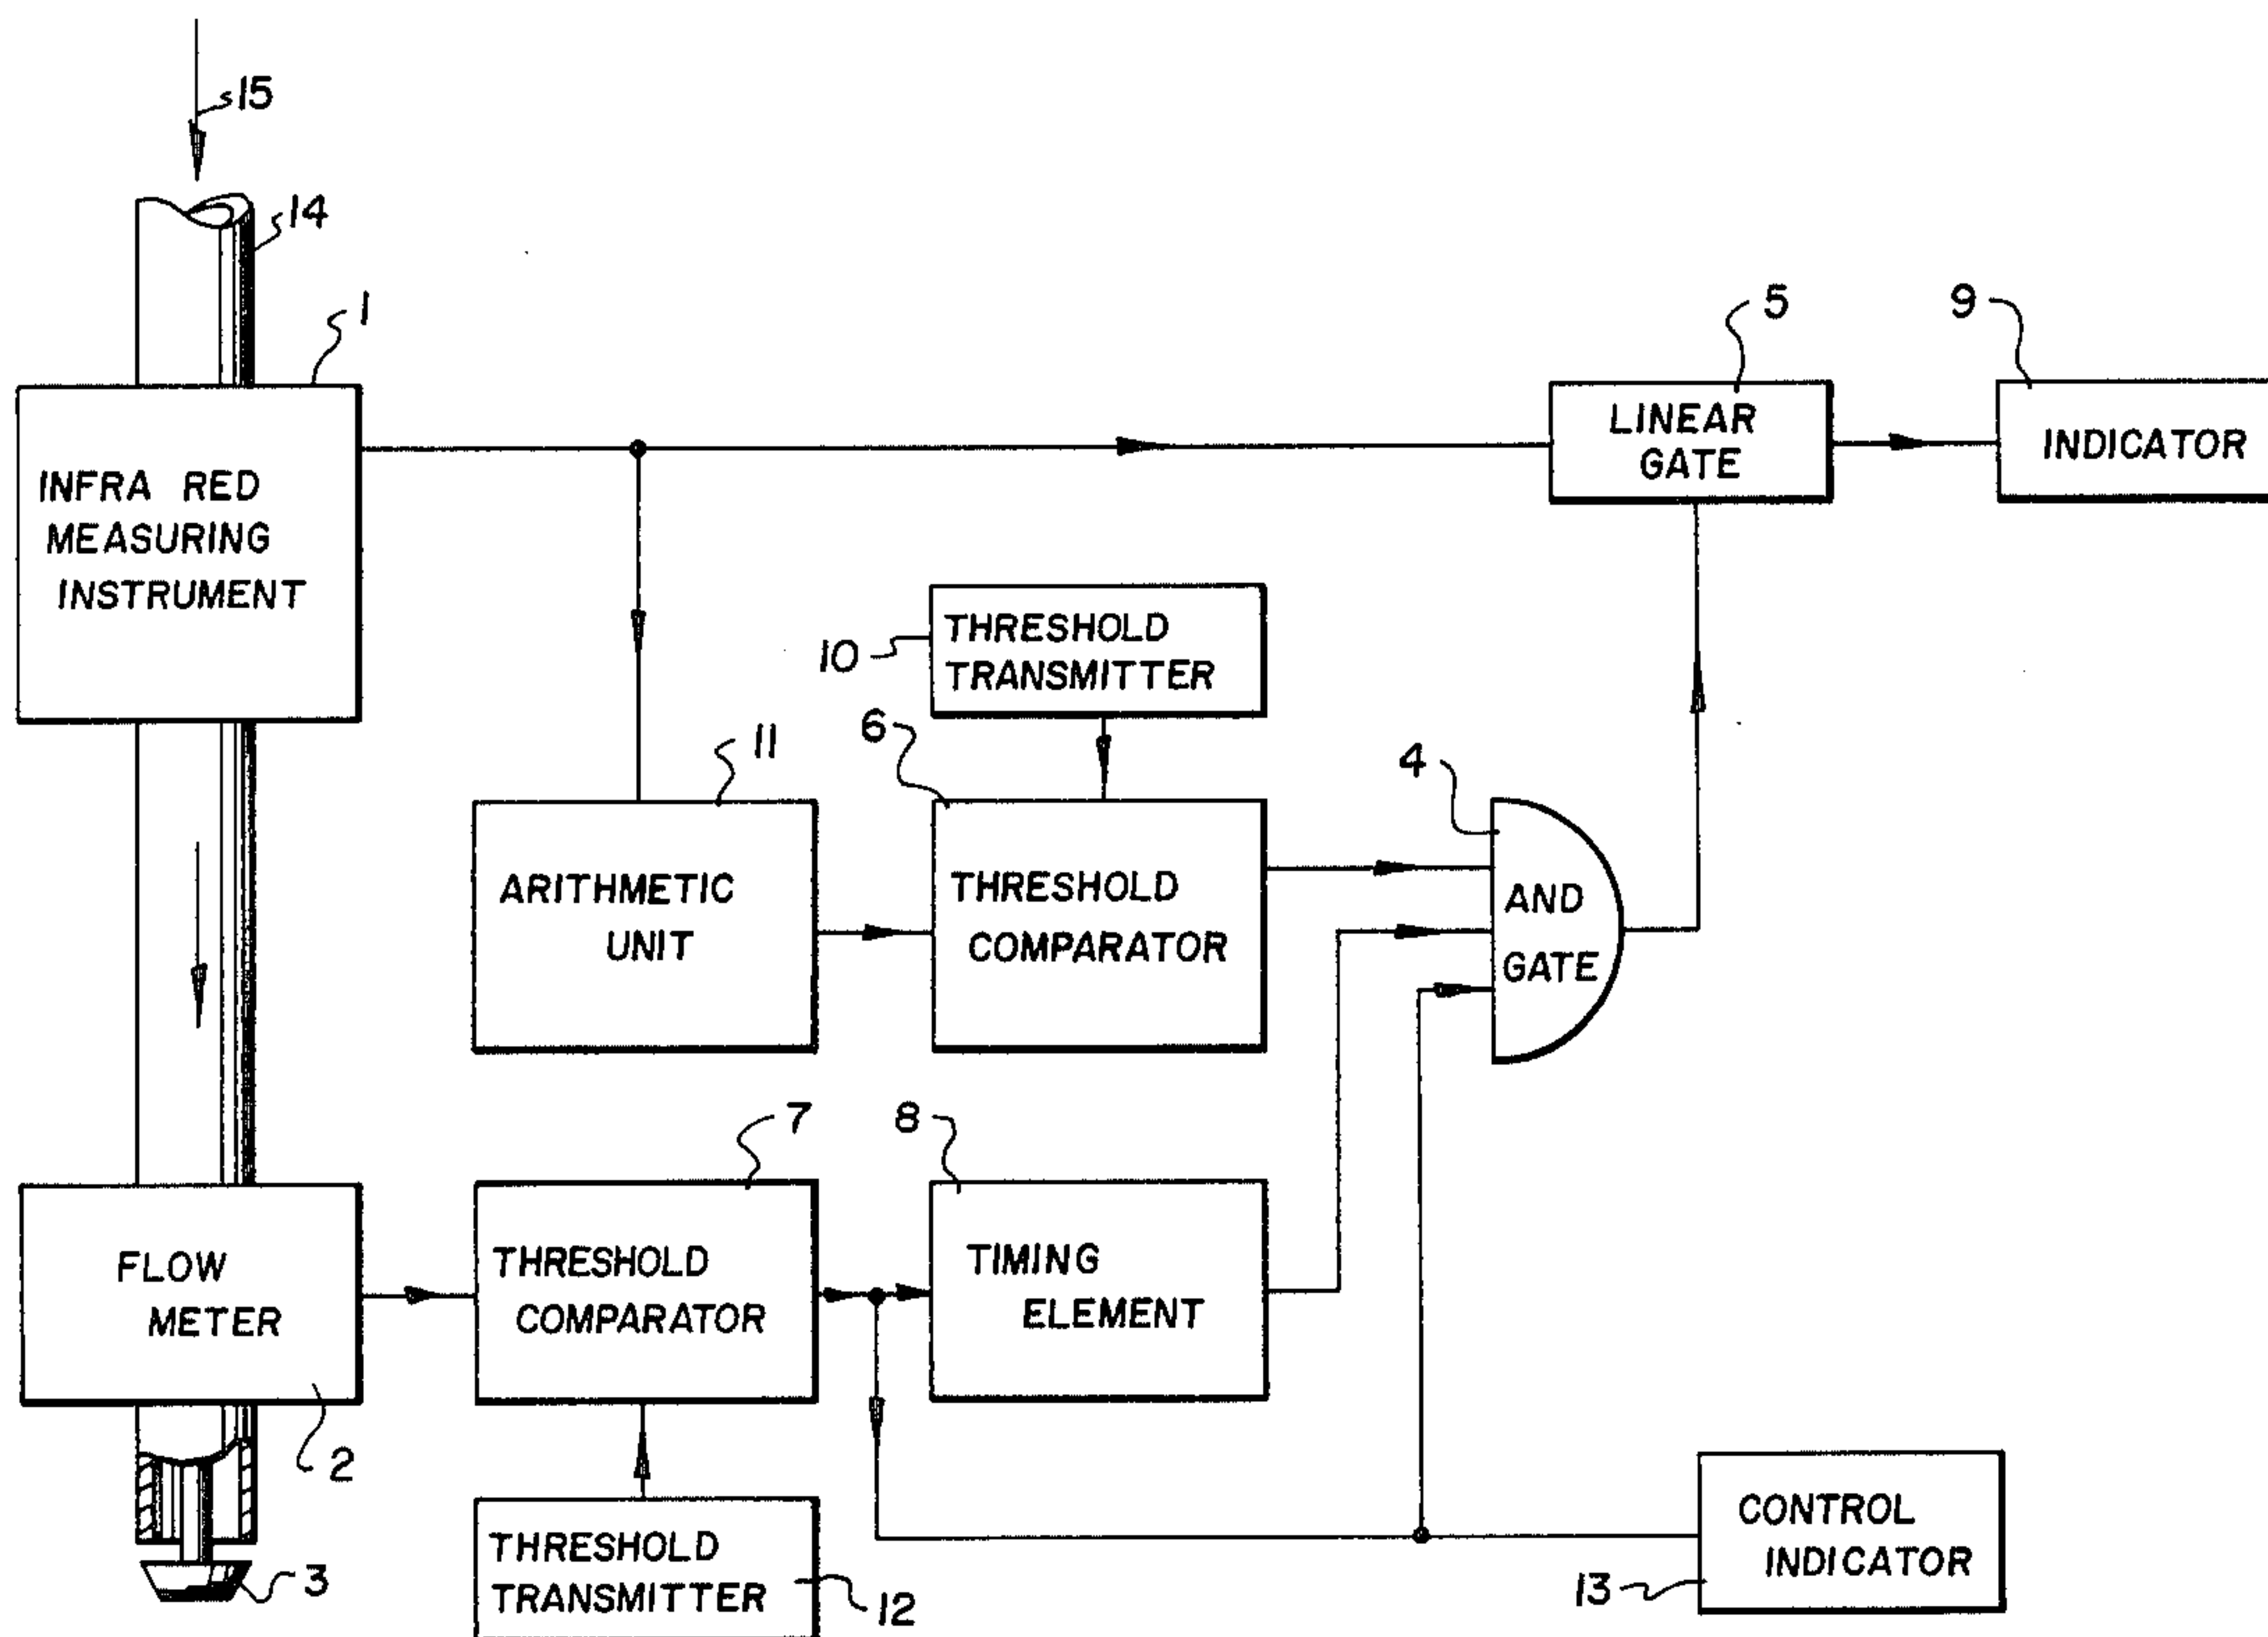 15
14
1
5
9
LINEAR
GATE
INDICATOR
INFRA RED
MEASURING
INSTRUMENT
10
THRESHOLD
TRANSMITTER
11
6
4
ARITHMETIC
UNIT
THRESHOLD
COMPARATOR
AND
GATE
7
8
FLOW
METER
THRESHOLD
COMPARATOR
TIMING
ELEMENT
2
3
THRESHOLD
TRANSMITTER
12
CONTROL
INDICATOR
13